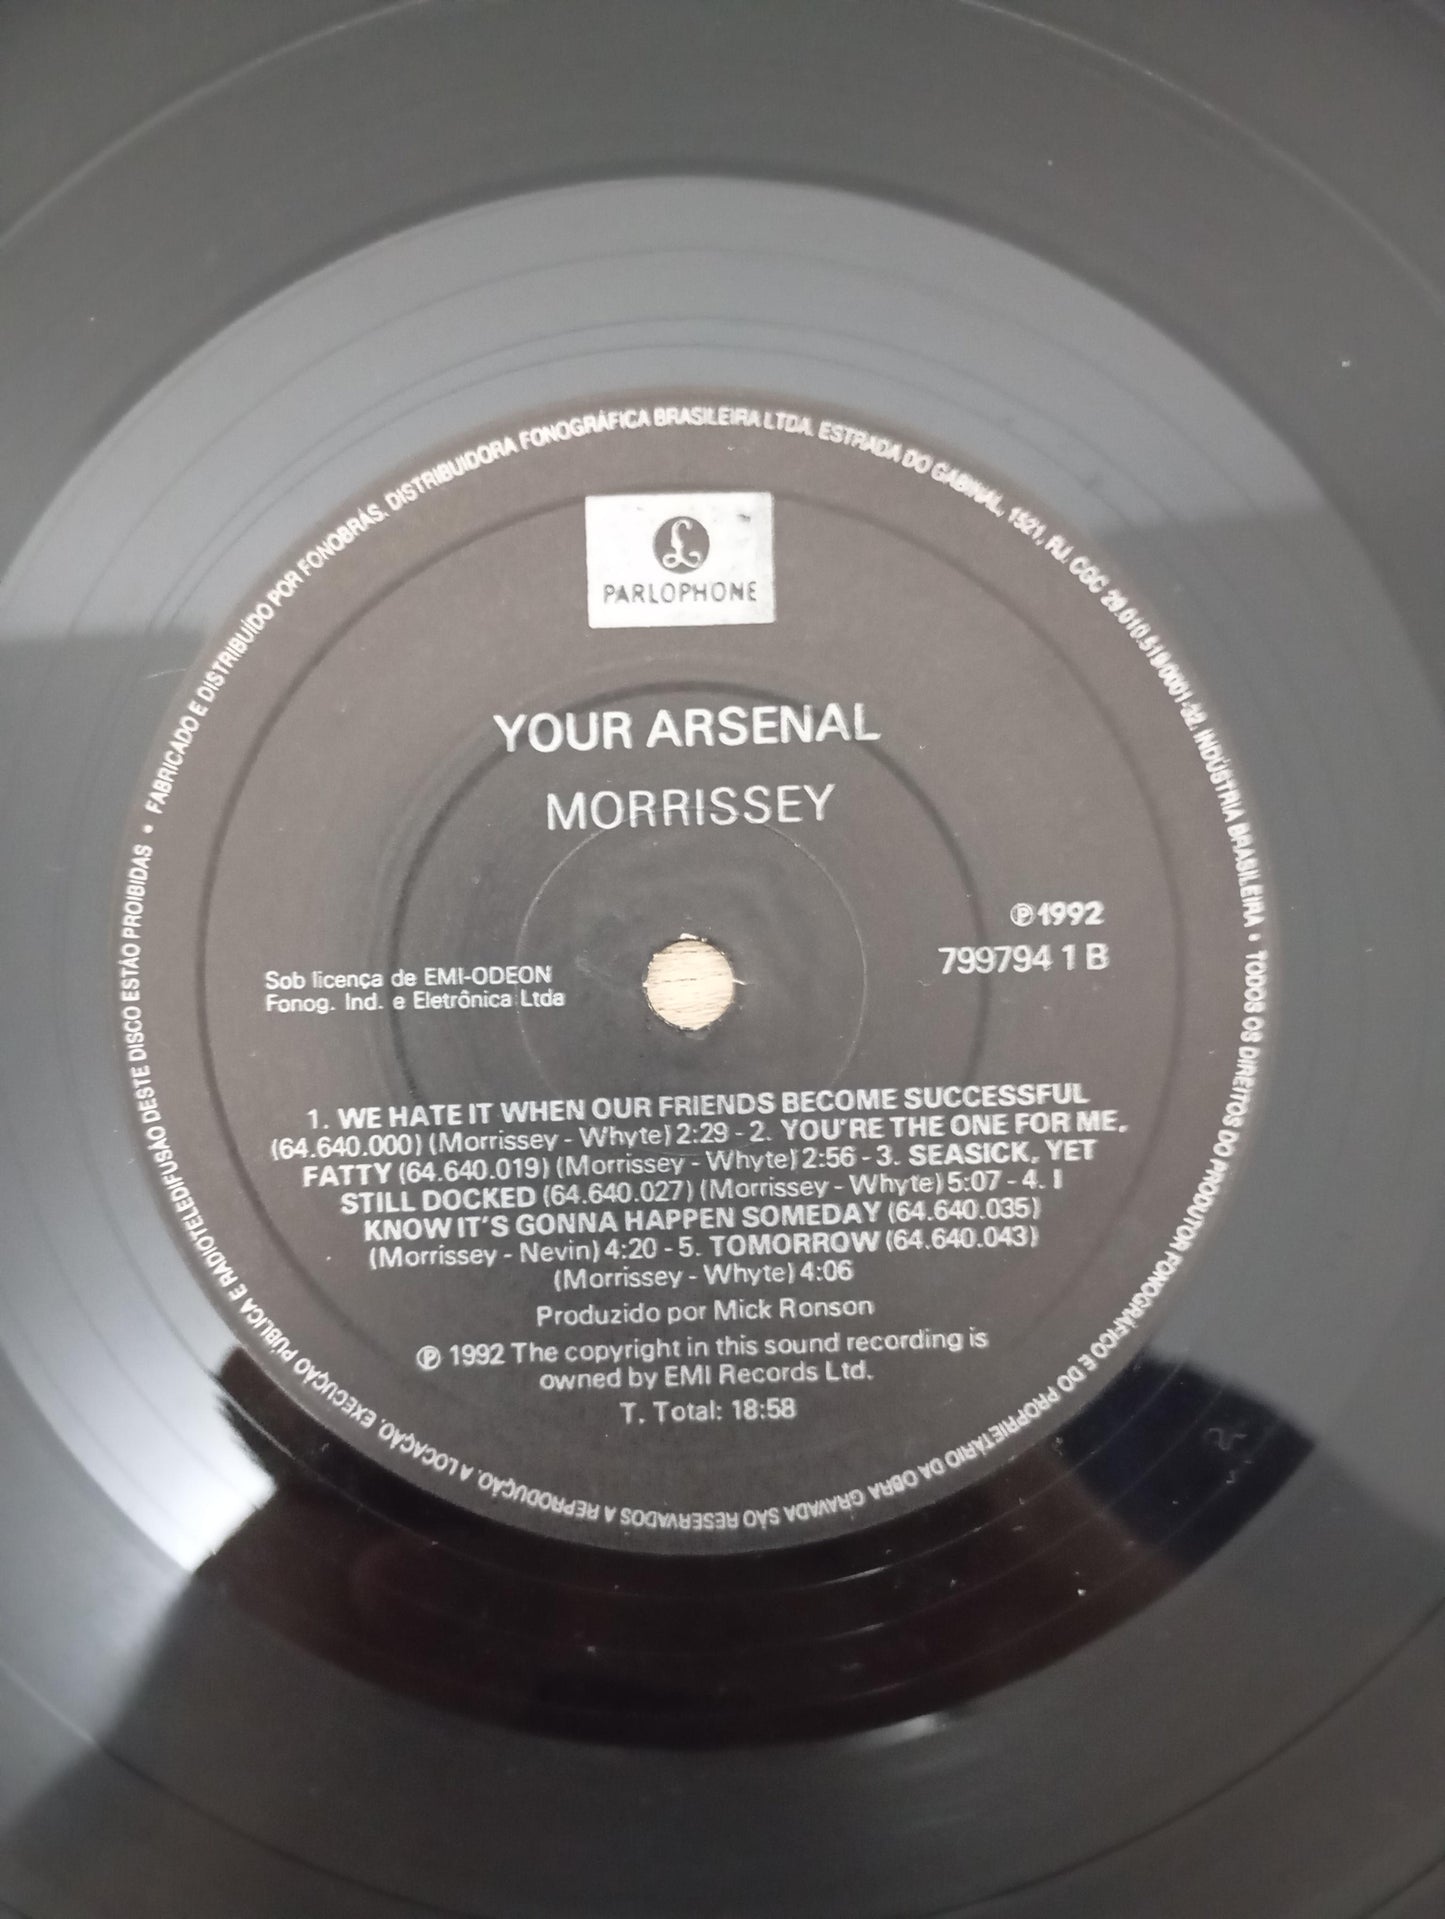 FABRICADO E DISTRIBUÍDO POR FONOBRÁS. DISTRIBUIDORA FONOGRÁFICA BRASILEIRA LTDA. ESTRADA DO GABINAL, 1521, RJ. CGC 29.010.519/0001-32. INDÚSTRIA BRASILEIRA • TODOS OS DIREITOS DO PRODUTOR FONOGRÁFICO E DO PROPRIETÁRIO DA OBRA GRAVADA SÃO RESERVADOS A REPRODUÇÃO, A LOCAÇÃO, EXECUÇÃO PÚBLICA E RADIOTELEDIFUSÃO DESTE DISCO ESTÃO PROIBIDAS •
£
PARLOPHONE
YOUR ARSENAL
MORRISSEY
℗ 1992
799794 1 B
Sob licença de EMI-ODEON
Fonog. Ind. e Eletrônica Ltda
1. WE HATE IT WHEN OUR FRIENDS BECOME SUCCESSFUL
(64.640.000) (Morrissey - Whyte) 2:29 - 2. YOU'RE THE ONE FOR ME,
FATTY (64.640.019) (Morrissey - Whyte) 2:56 - 3. SEASICK, YET
STILL DOCKED (64.640.027) (Morrissey - Whyte) 5:07 - 4. I
KNOW IT'S GONNA HAPPEN SOMEDAY (64.640.035)
(Morrissey - Nevin) 4:20 - 5. TOMORROW (64.640.043)
(Morrissey - Whyte) 4:06
Produzido por Mick Ronson
℗ 1992 The copyright in this sound recording is
owned by EMI Records Ltd.
T. Total: 18:58